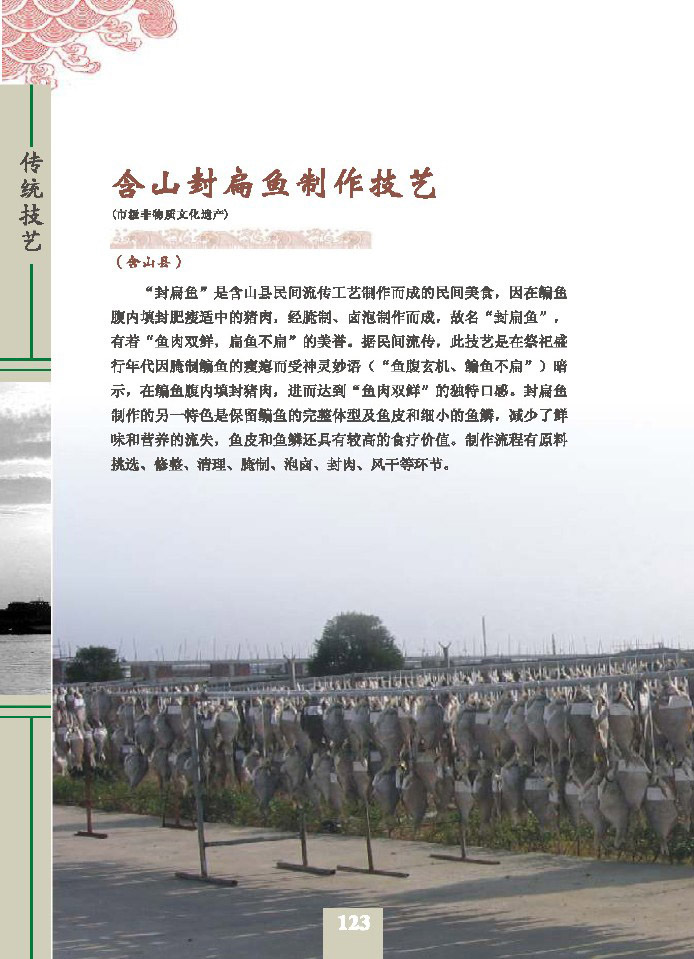 传统技艺
含山封扁鱼制作技艺
(市级非物质文化遗产)
（含山县）
“封扁鱼”是含山县民间流传工艺制作而成的民间美食，因在鳊鱼
腹内填封肥瘦适中的猪肉，经腌制、卤泡制作而成，故名“封扁鱼”，
有着“鱼肉双鲜，扁鱼不扁”的美誉。据民间流传，此技艺是在祭祀盛
行年代因腌制鳊鱼的瘪塌而受神灵妙语（“鱼腹玄机、鳊鱼不扁”）暗
示，在鳊鱼腹内填封猪肉，进而达到“鱼肉双鲜”的独特口感。封扁鱼
制作的另一特色是保留鳊鱼的完整体型及鱼皮和细小的鱼鳞，减少了鲜
味和营养的流失，鱼皮和鱼鳞还具有较高的食疗价值。制作流程有原料
挑选、修整、清理、腌制、泡卤、封肉、风干等环节。
123